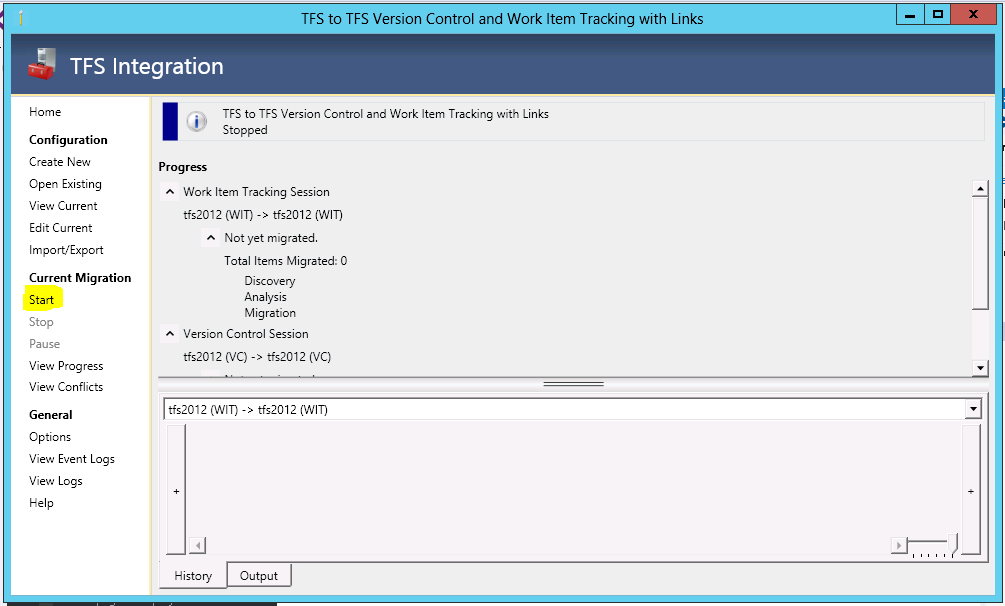 TFS to TFS Version Control and Work Item Tracking with Links
x
TFS Integration
Home
Configuration
Create New
Open Existing
View Current
Edit Current
Import/Export
Current Migration
Start
Stop
Pause
View Progress
View Conflicts
General
Options
View Event Logs
View Logs
Help
TFS to TFS Version Control and Work Item Tracking with Links
Stopped
Progress
Work Item Tracking Session
tfs2012 (WIT) -> tfs2012 (WIT)
Not yet migrated.
Total Items Migrated: 0
Discovery
Analysis
Migration
Version Control Session
tfs2012 (VC) -> tfs2012 (VC)
tfs2012 (WIT) -> tfs2012 (WIT)
+
+
History
Output